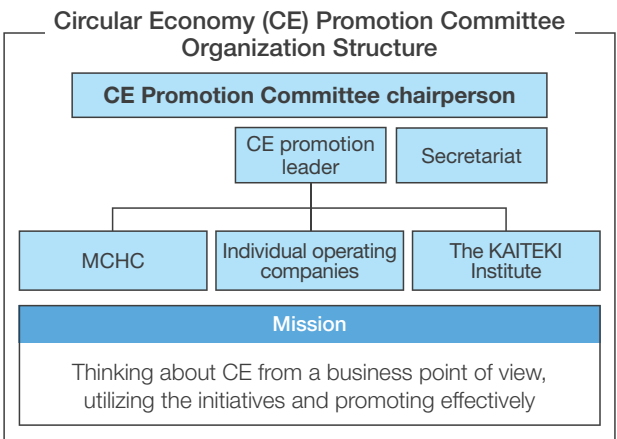 Circular Economy (CE) Promotion Committee
Organization Structure
CE Promotion Committee chairperson
CE promotion
leader
Secretariat
MCHC
Individual operating
companies
The KAITEKI
Institute
Mission
Thinking about CE from a business point of view,
utilizing the initiatives and promoting effectively